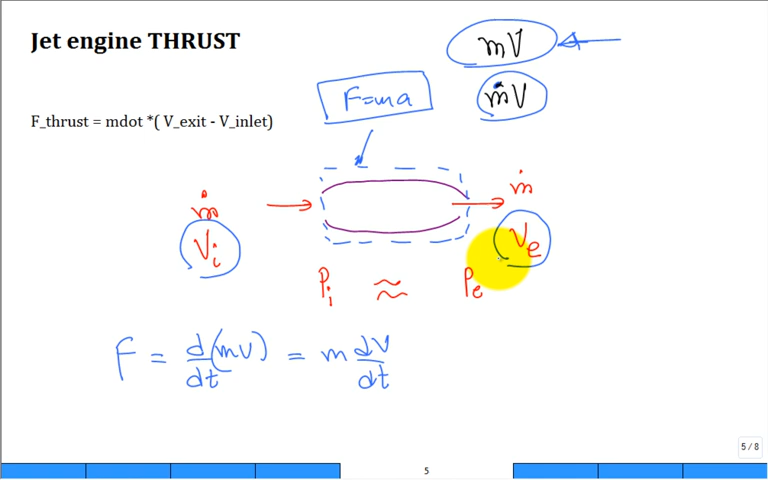 Jet engine THRUST
mV
F=ma
ṁV
F_thrust = mdot *( V_exit - V_inlet)
ṁ
ṁ
Vi
Ve
Pi ≈ Pe
F = d/dt (mV) = m dV/dt
5 / 8
5